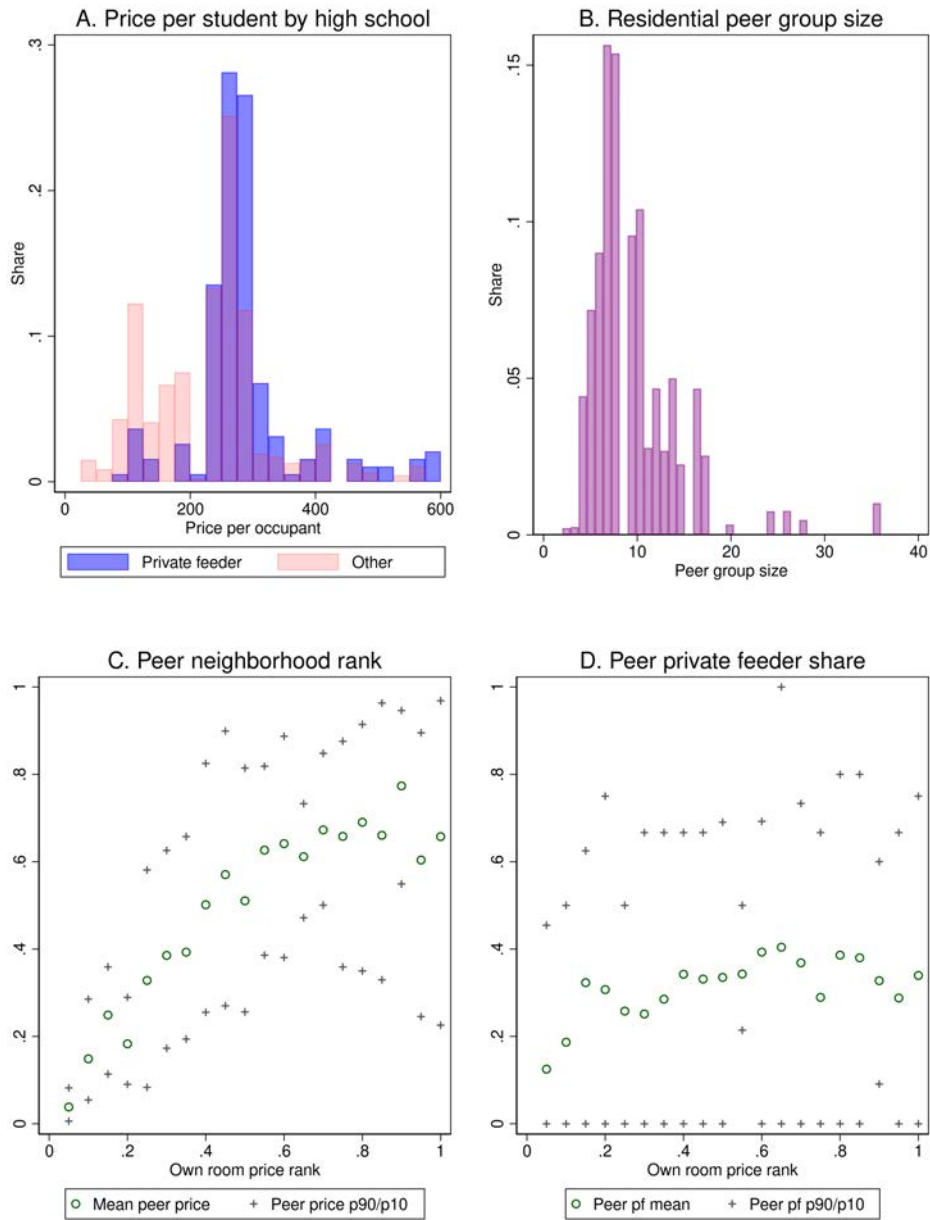 A. Price per student by high school
.3
.2
.1
0
Share
0 200 400 600
Price per occupant
Private feeder Other
B. Residential peer group size
.15
.1
.05
0
Share
0 10 20 30 40
Peer group size
C. Peer neighborhood rank
1
.8
.6
.4
.2
0
0 .2 .4 .6 .8 1
Own room price rank
Mean peer price Peer price p90/p10
D. Peer private feeder share
1
.8
.6
.4
.2
0
0 .2 .4 .6 .8 1
Own room price rank
Peer pf mean Peer pf p90/p10